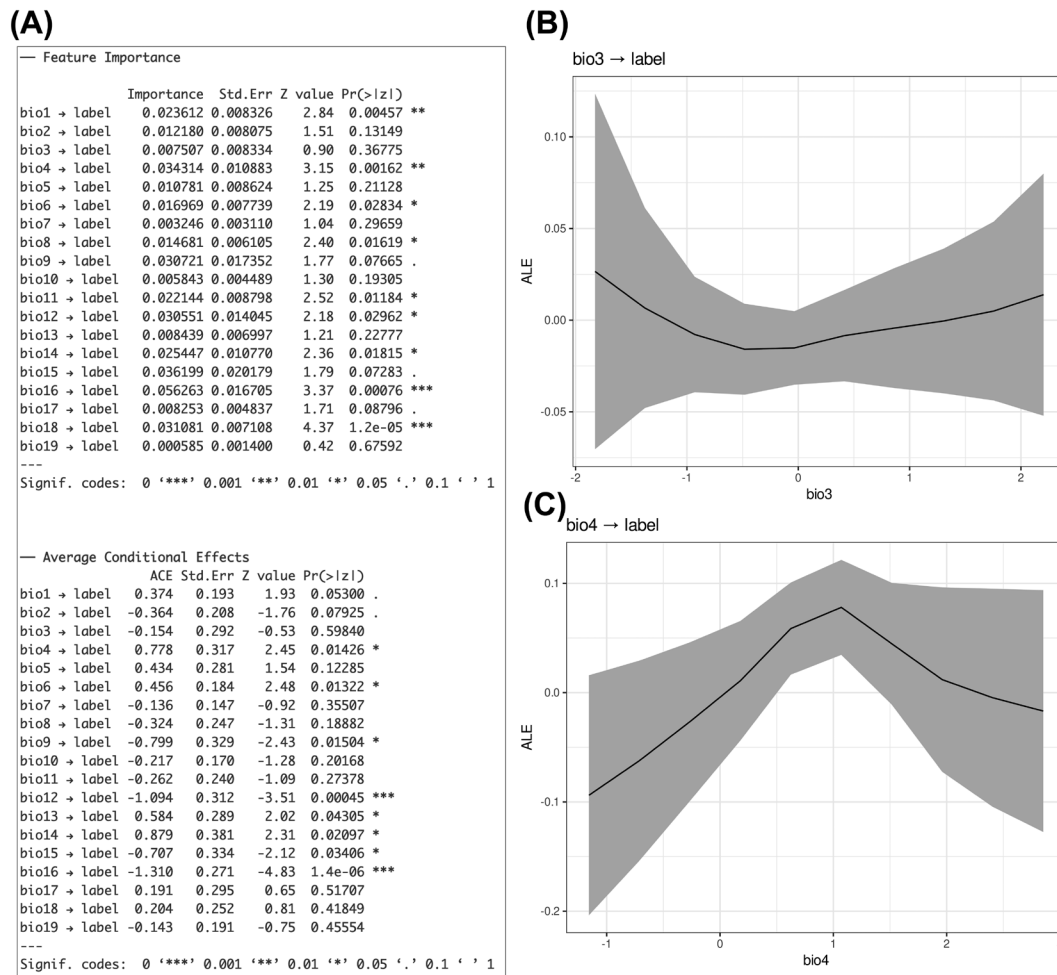 (A)
— Feature Importance
Importance Std.Err Z value Pr(>|z|)
bio1 → label 0.023612 0.008326 2.84 0.00457 **
bio2 → label 0.012180 0.008075 1.51 0.13149
bio3 → label 0.007507 0.008334 0.90 0.36775
bio4 → label 0.034314 0.010883 3.15 0.00162 **
bio5 → label 0.010781 0.008624 1.25 0.21128
bio6 → label 0.016969 0.007739 2.19 0.02834 *
bio7 → label 0.003246 0.003110 1.04 0.29659
bio8 → label 0.014681 0.006105 2.40 0.01619 *
bio9 → label 0.030721 0.017352 1.77 0.07665 .
bio10 → label 0.005843 0.004489 1.30 0.19305
bio11 → label 0.022144 0.008798 2.52 0.01184 *
bio12 → label 0.030551 0.014045 2.18 0.02962 *
bio13 → label 0.008439 0.006997 1.21 0.22777
bio14 → label 0.025447 0.010770 2.36 0.01815 *
bio15 → label 0.036199 0.020179 1.79 0.07283 .
bio16 → label 0.056263 0.016705 3.37 0.00076 ***
bio17 → label 0.008253 0.004837 1.71 0.08796 .
bio18 → label 0.031081 0.007108 4.37 1.2e-05 ***
bio19 → label 0.000585 0.001400 0.42 0.67592
---
Signif. codes: 0 ‘***’ 0.001 ‘**’ 0.01 ‘*’ 0.05 ‘.’ 0.1 ‘ ’ 1
— Average Conditional Effects
ACE Std.Err Z value Pr(>|z|)
bio1 → label 0.374 0.193 1.93 0.05300 .
bio2 → label -0.364 0.208 -1.76 0.07925 .
bio3 → label -0.154 0.292 -0.53 0.59840
bio4 → label 0.778 0.317 2.45 0.01426 *
bio5 → label 0.434 0.281 1.54 0.12285
bio6 → label 0.456 0.184 2.48 0.01322 *
bio7 → label -0.136 0.147 -0.92 0.35507
bio8 → label -0.324 0.247 -1.31 0.18882
bio9 → label -0.799 0.329 -2.43 0.01504 *
bio10 → label -0.217 0.170 -1.28 0.20168
bio11 → label -0.262 0.240 -1.09 0.27378
bio12 → label -1.094 0.312 -3.51 0.00045 ***
bio13 → label 0.584 0.289 2.02 0.04305 *
bio14 → label 0.879 0.381 2.31 0.02097 *
bio15 → label -0.707 0.334 -2.12 0.03406 *
bio16 → label -1.310 0.271 -4.83 1.4e-06 ***
bio17 → label 0.191 0.295 0.65 0.51707
bio18 → label 0.204 0.252 0.81 0.41849
bio19 → label -0.143 0.191 -0.75 0.45554
---
Signif. codes: 0 ‘***’ 0.001 ‘**’ 0.01 ‘*’ 0.05 ‘.’ 0.1 ‘ ’ 1
(B)
bio3 → label
0.10
0.05
0.00
-0.05
ALE
-2 -1 0 1 2
bio3
(C)
bio4 → label
0.1
0.0
-0.1
-0.2
ALE
-1 0 1 2
bio4